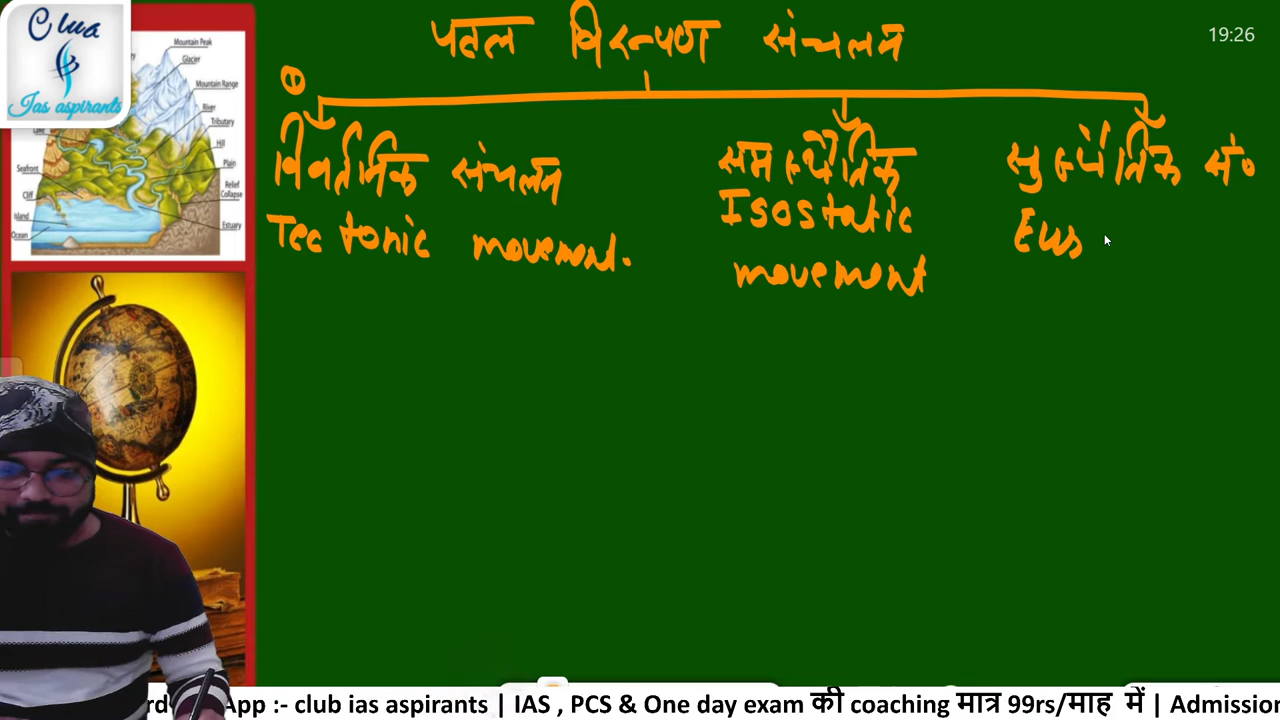 Club
Ias aspirants
19:26
पटल विरूपण संचलन
①
विवर्तनिक संचलन
Tectonic movement.
समस्थैतिक
Isostatic
movement
सुस्थैतिक सं०
Eus
Mountain Peak
Glacier
Mountain Range
River
Tributary
Hill
Plain
Relief
Collapse
Estuary
Seafront
Cliff
Island
Ocean
App :- club ias aspirants | IAS , PCS & One day exam की coaching मात्र 99rs/माह में |